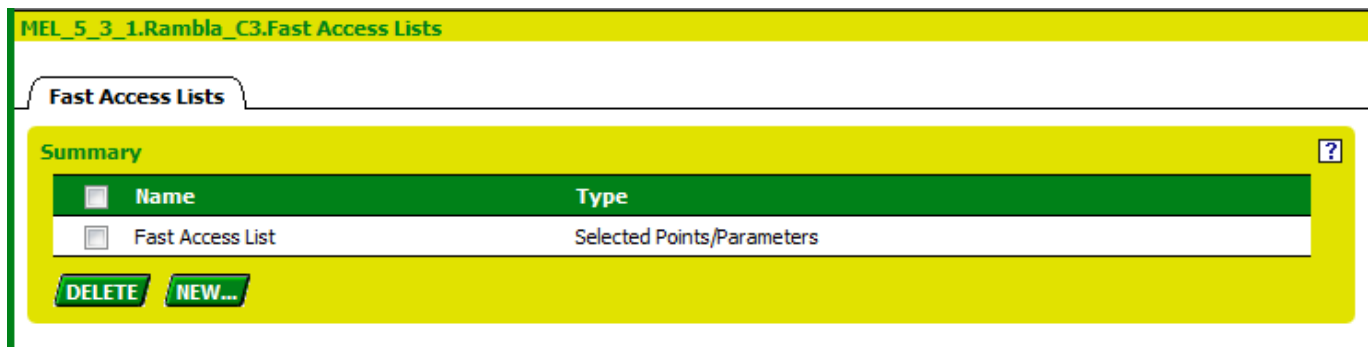 MEL_5_3_1.Rambla_C3.Fast Access Lists
Fast Access Lists
Summary
?
Name Type
Fast Access List Selected Points/Parameters
DELETE NEW...